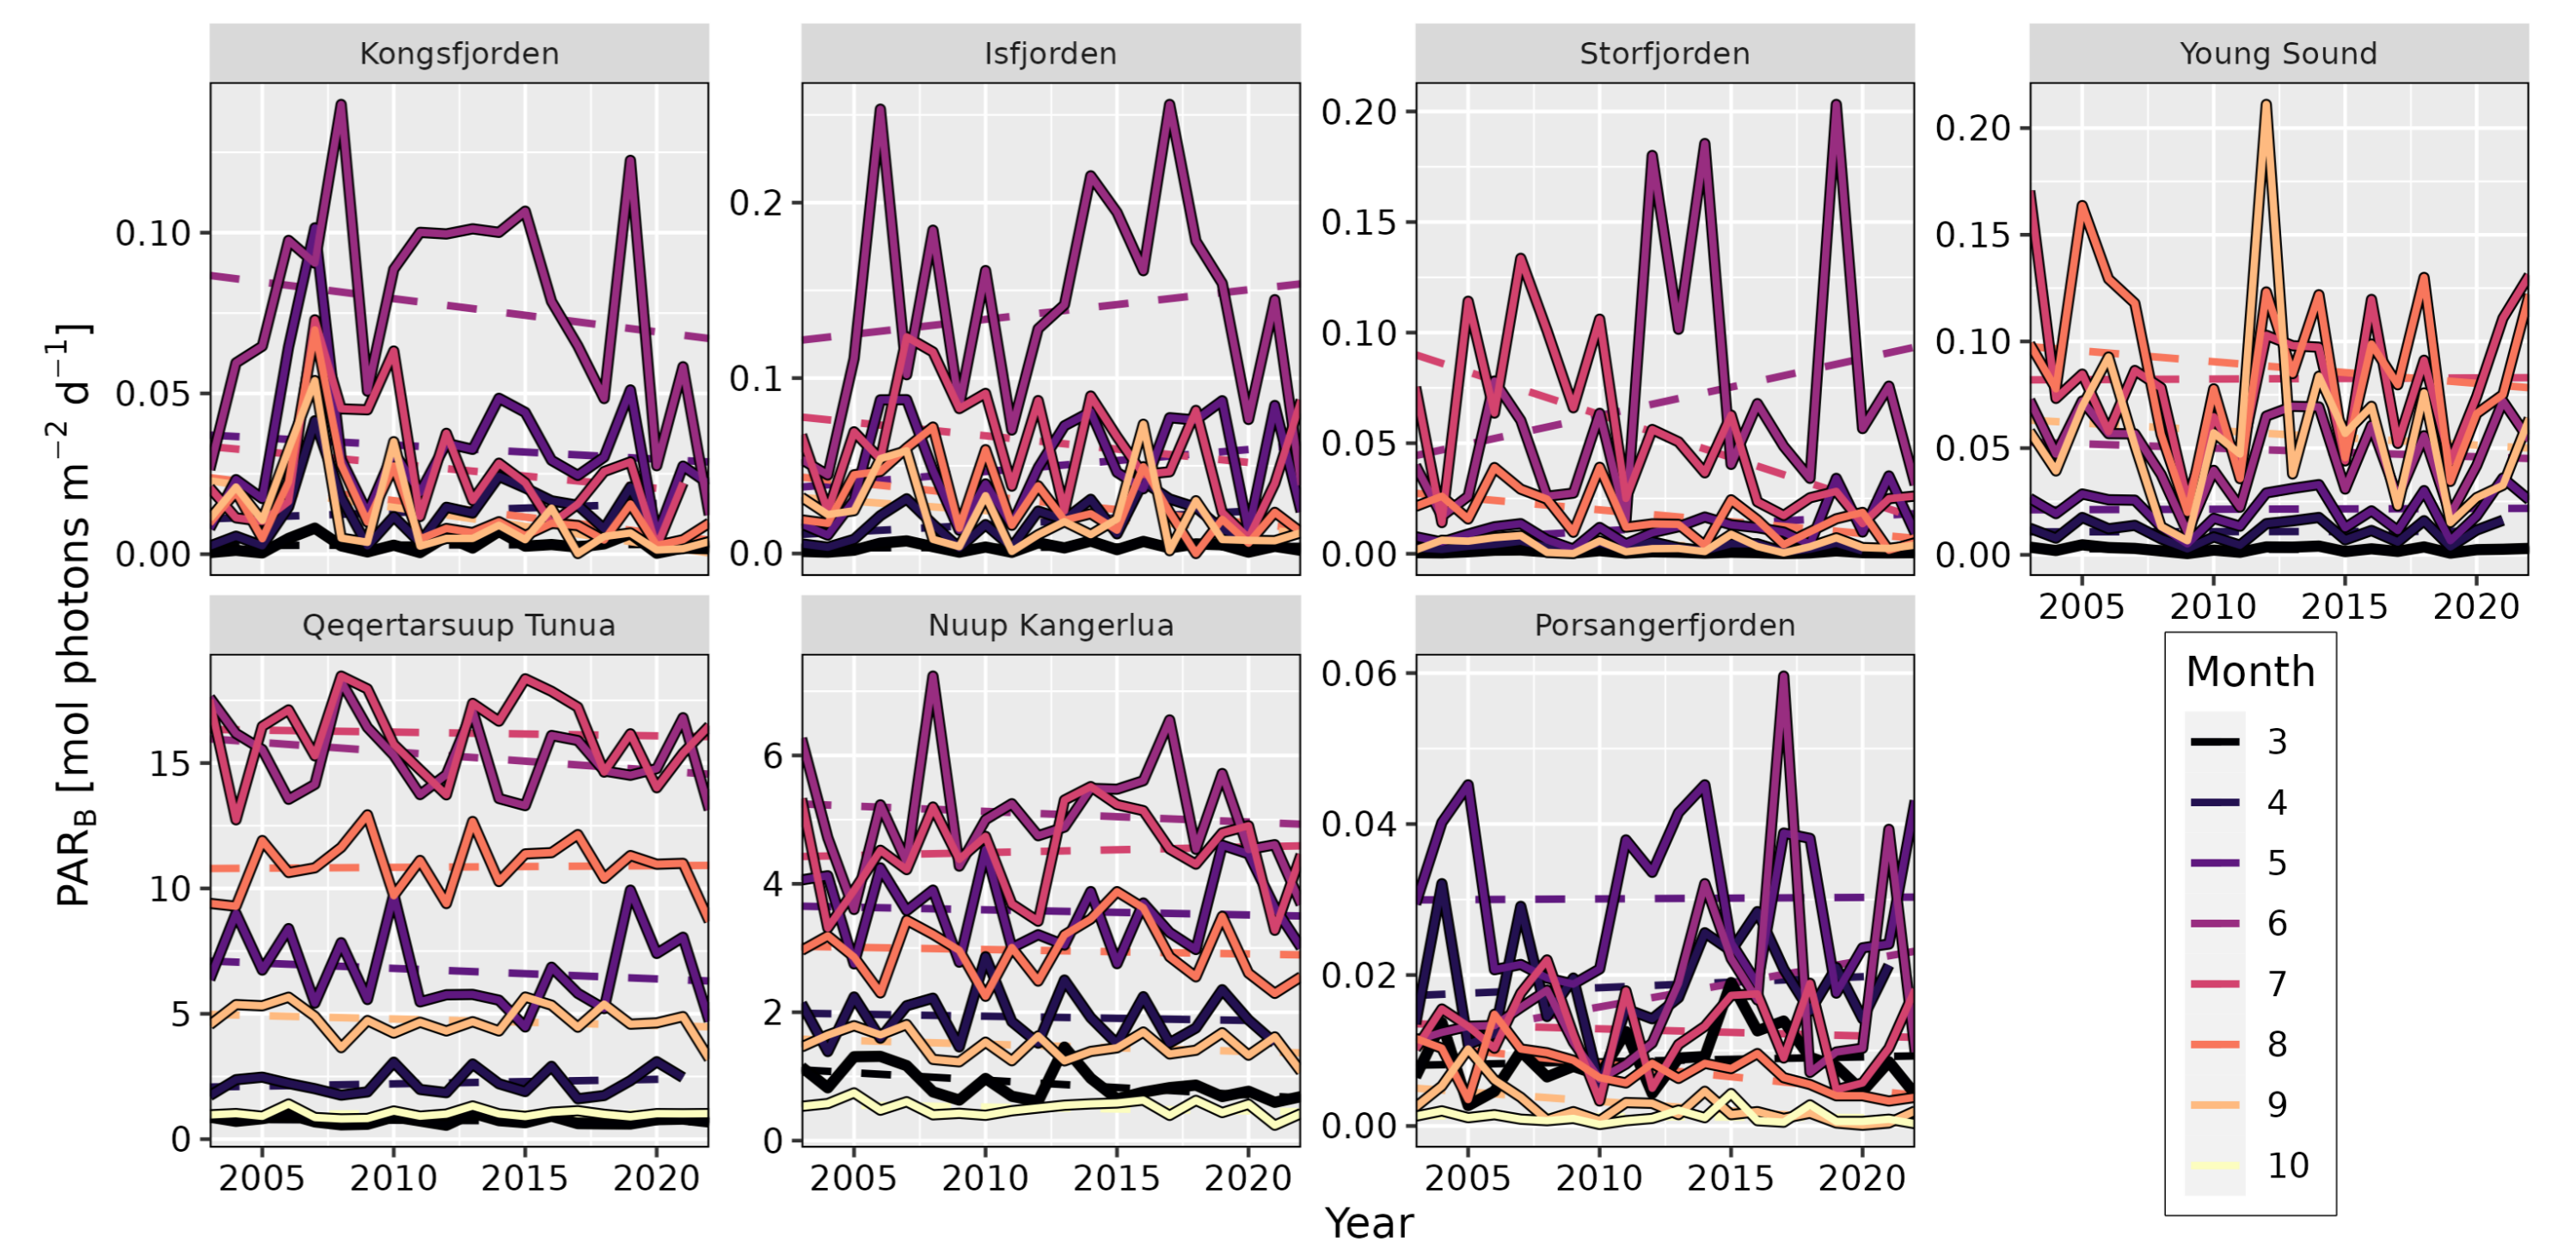 Kongsfjorden
Isfjorden
Storfjorden
Young Sound
0.10
0.05
0.00
0.2
0.1
0.0
0.20
0.15
0.10
0.05
0.00
0.20
0.15
0.10
0.05
0.00
2005 2010 2015 2020
PAR_B [mol photons m⁻² d⁻¹]
Qeqertarsuup Tunua
Nuup Kangerlua
Porsangerfjorden
15
10
5
0
6
4
2
0
0.06
0.04
0.02
0.00
2005 2010 2015 2020
2005 2010 2015 2020
2005 2010 2015 2020
Year
Month
3
4
5
6
7
8
9
10